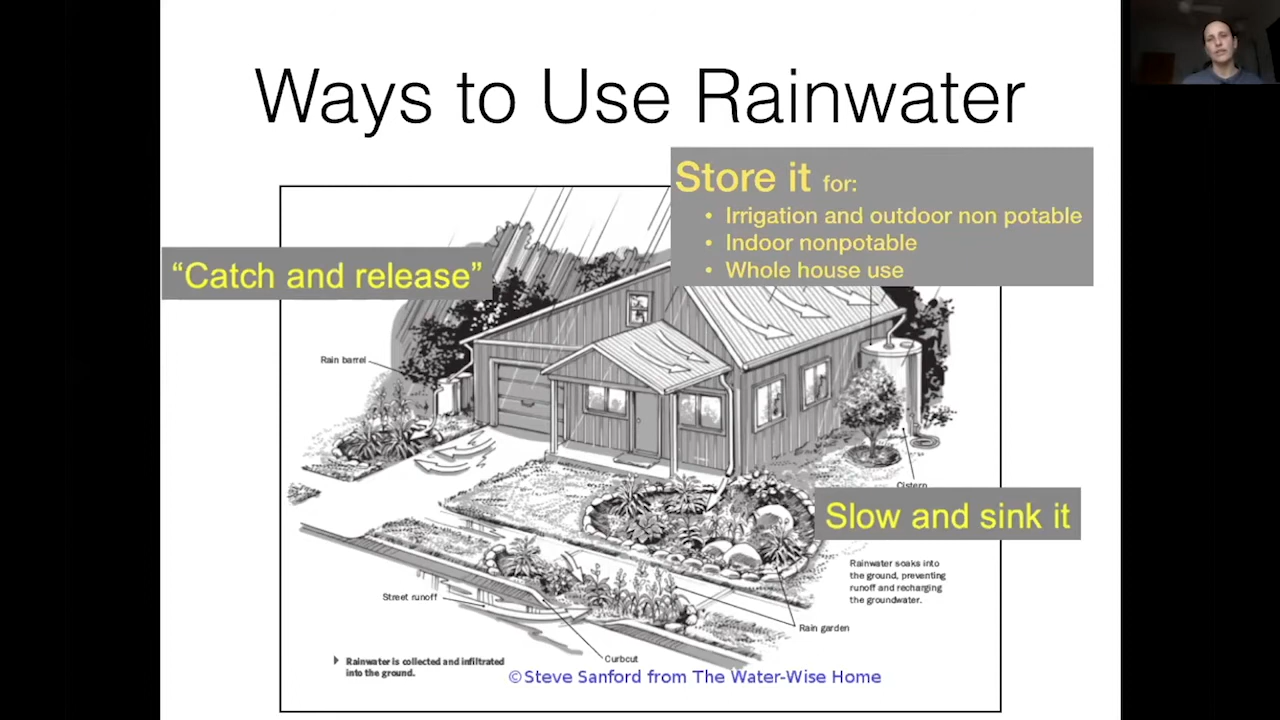 Ways to Use Rainwater
Store it for:
• Irrigation and outdoor non potable
• Indoor nonpotable
• Whole house use
“Catch and release”
Rain barrel
Cistern
Slow and sink it
Rainwater soaks into
the ground, preventing
runoff and recharging
the groundwater.
Street runoff
Rain garden
Curbcut
Rainwater is collected and infiltrated
into the ground.
©Steve Sanford from The Water-Wise Home